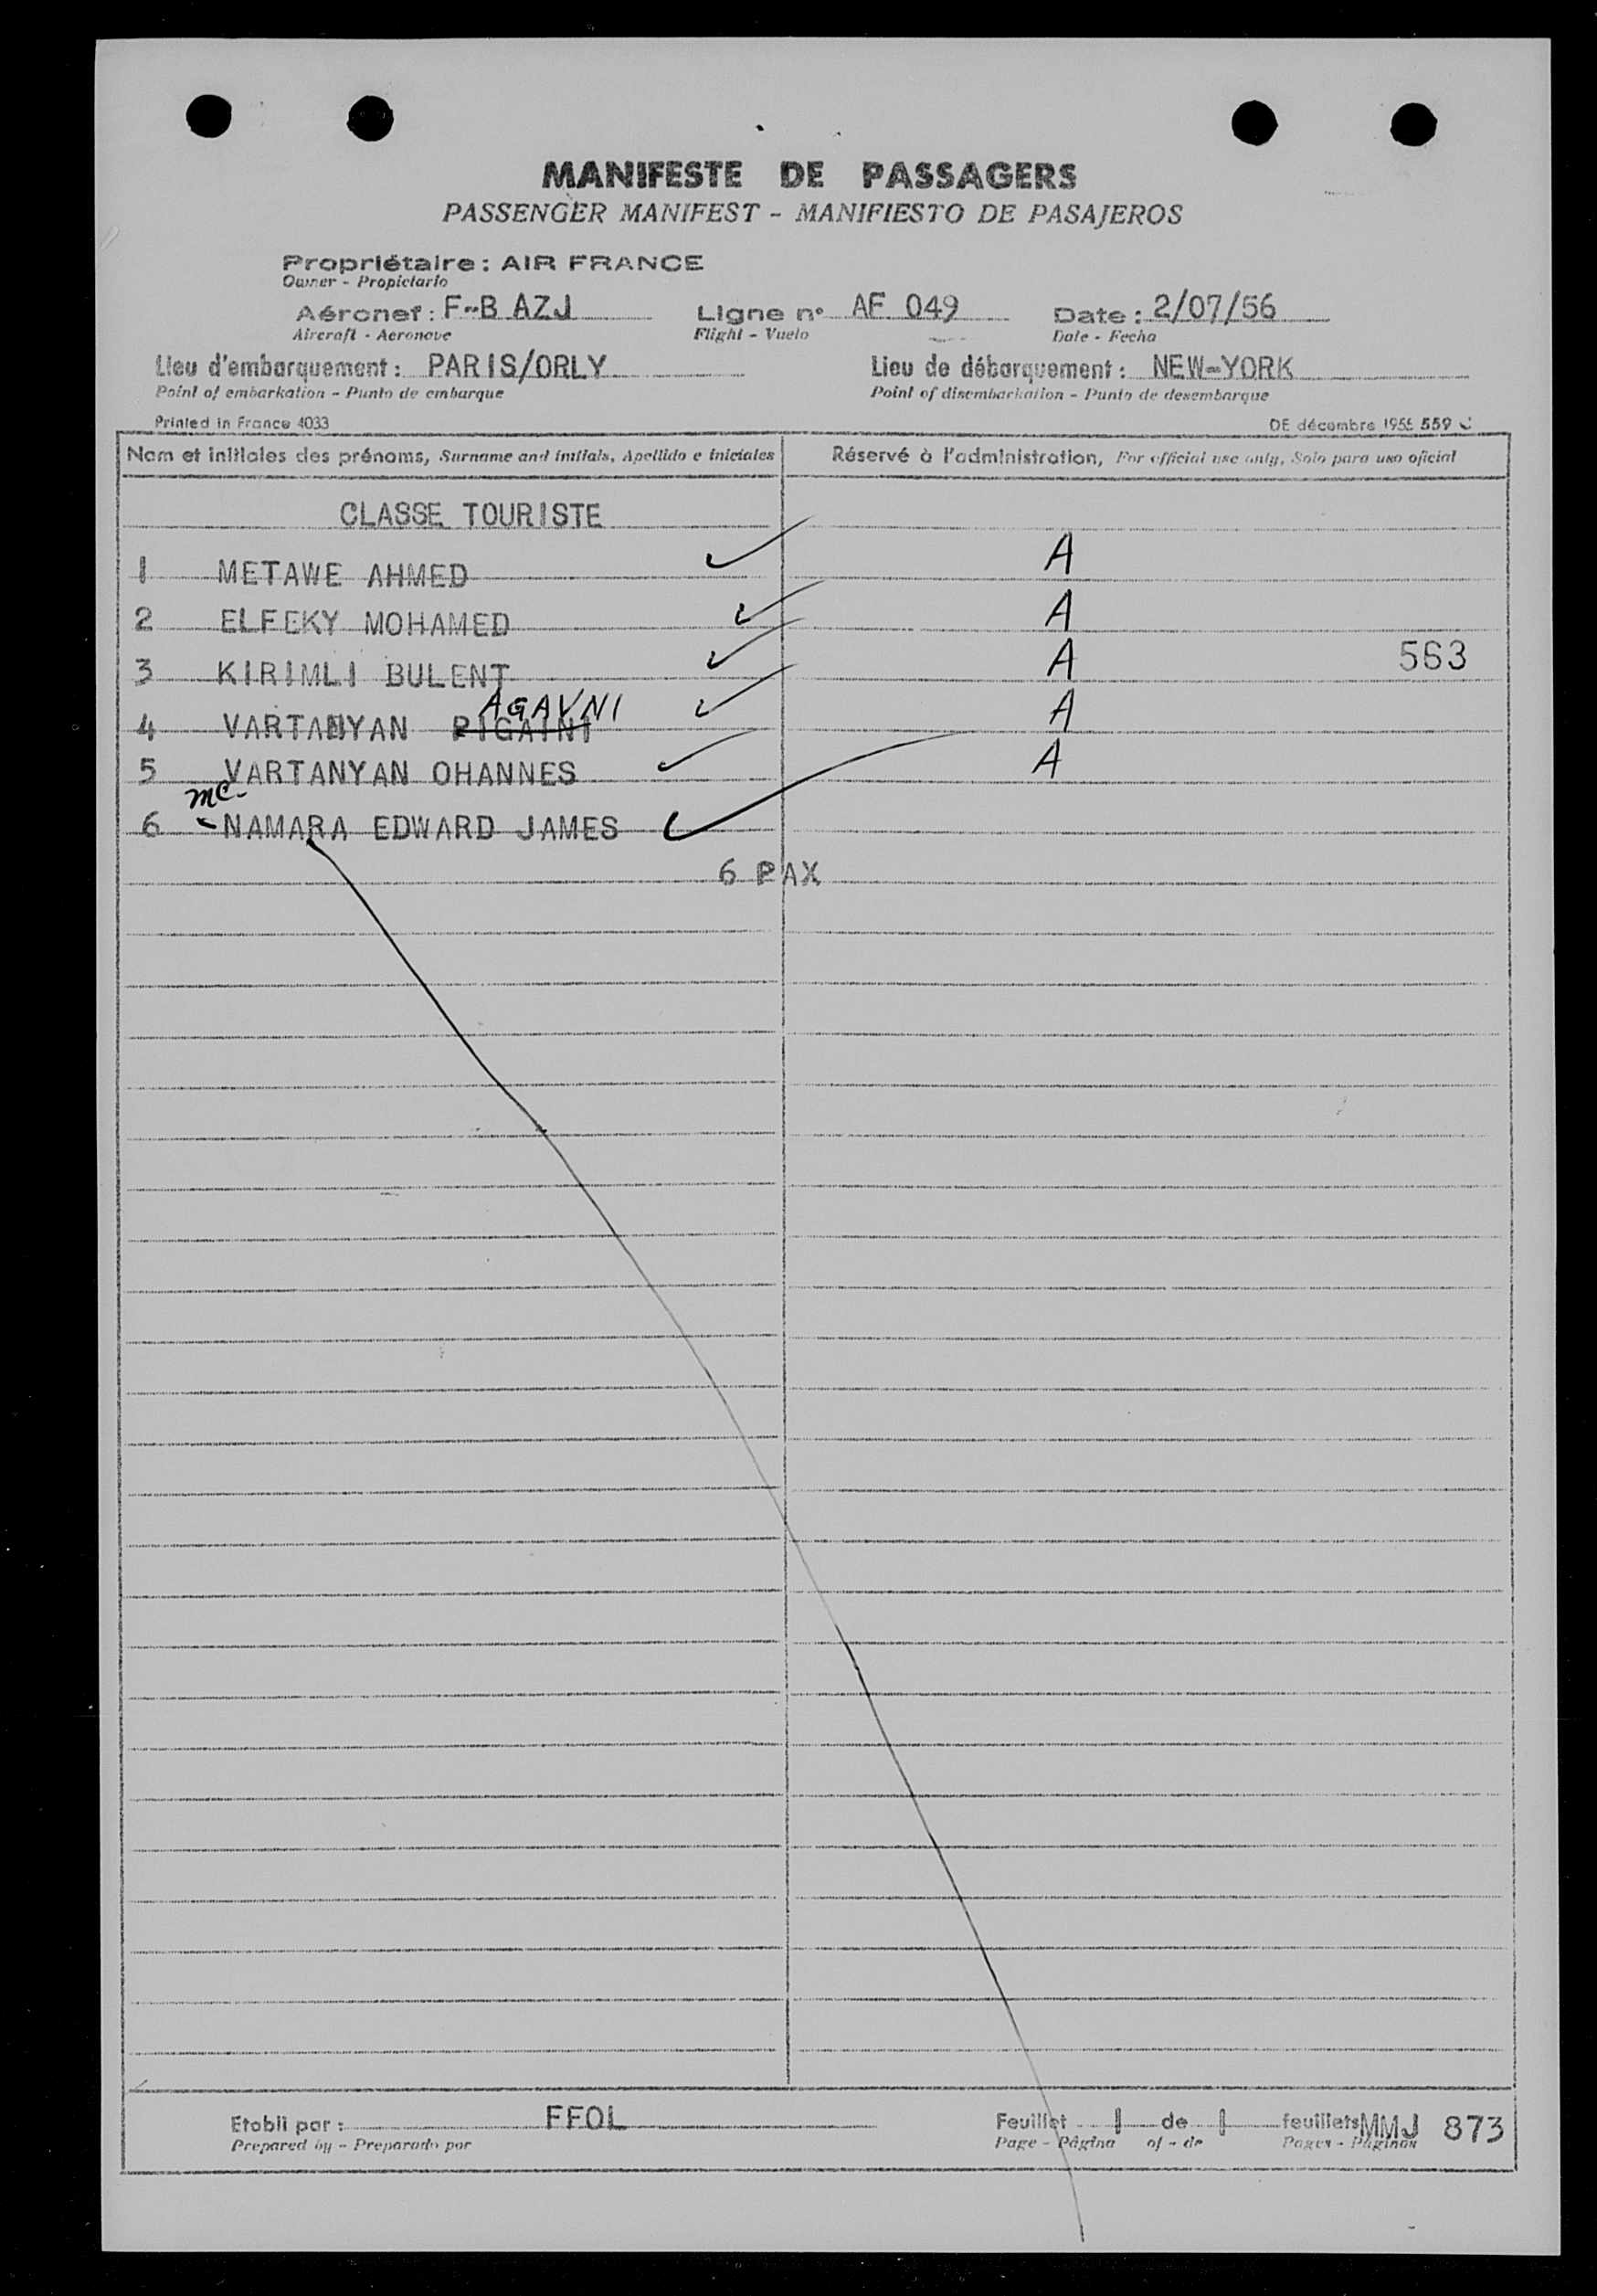 MANIFESTE DE PASSAGERS
PASSENGER MANIFEST - MANIFIESTO DE PASAJEROS
Propriétaire : AIR FRANCE
Owner - Propietario
Aéronef : F-B AZJ Ligne n° AF 049 Date : 2/07/56
Aircraft - Aeronave Flight - Vuelo Date - Fecha
Lieu d'embarquement : PARIS/ORLY Lieu de débarquement : NEW-YORK
Point of embarkation - Punto de embarque Point of disembarkation - Punto de desembarque
Printed in France 4033 DE décembre 1955 559
Nom et initiales des prénoms, Surname and initials, Apellido e iniciales Réservé à l'administration, For official use only, Solo para uso oficial
CLASSE TOURISTE
1 METAWE AHMED ✓ A
2 ELFEKY MOHAMED ✓ A
3 KIRIMLI BULENT ✓ A 563
AGAVNI
4 VARTANYAN PIGAINI ✓ A
5 VARTANYAN OHANNES ✓ A
mc
6 NAMARA EDWARD JAMES ✓
6 PAX
Etabli par : FFOL Feuillet 1 de 1 feuillets MMJ 873
Prepared by - Preparado por Page - Página of - de Pages - Páginas